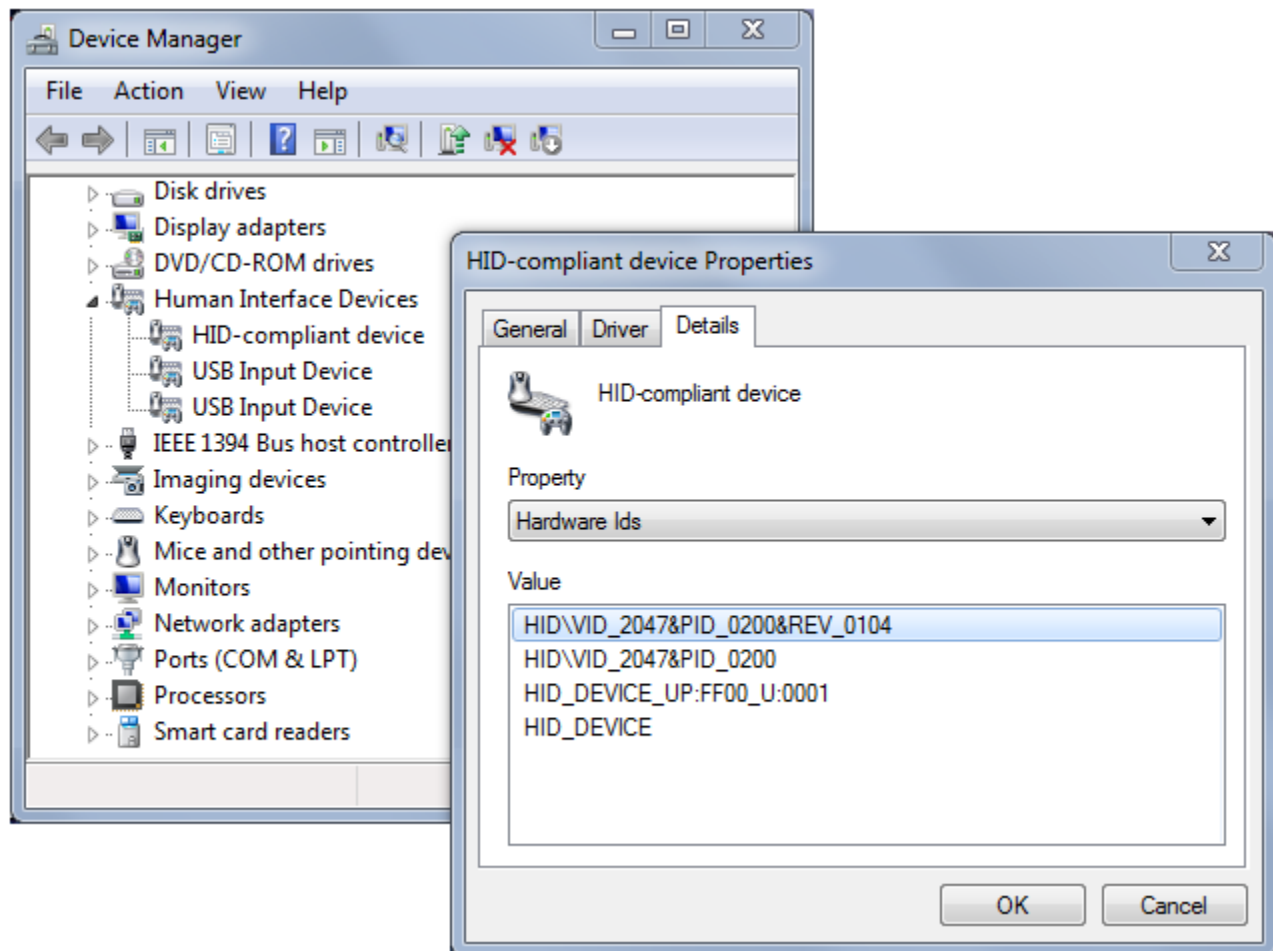 Device Manager
File Action View Help
Disk drives
Display adapters
DVD/CD-ROM drives
Human Interface Devices
HID-compliant device
USB Input Device
USB Input Device
IEEE 1394 Bus host controller
Imaging devices
Keyboards
Mice and other pointing dev
Monitors
Network adapters
Ports (COM & LPT)
Processors
Smart card readers
HID-compliant device Properties
General Driver Details
HID-compliant device
Property
Hardware Ids
Value
HID\VID_2047&PID_0200&REV_0104
HID\VID_2047&PID_0200
HID_DEVICE_UP:FF00_U:0001
HID_DEVICE
OK Cancel